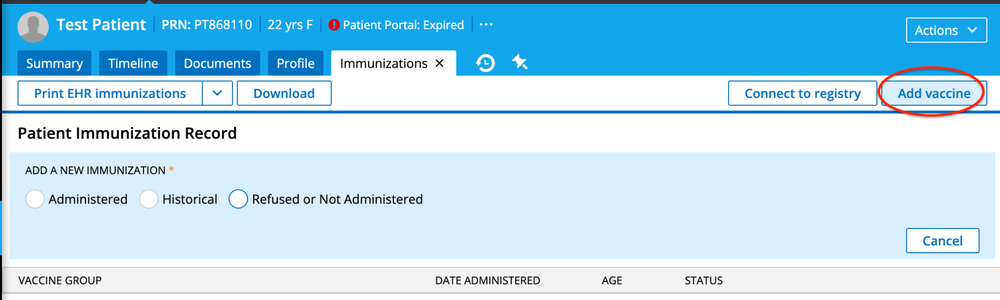 Test Patient PRN: PT868110 22 yrs F Patient Portal: Expired ...
Actions
Summary Timeline Documents Profile Immunizations
Print EHR immunizations Download Connect to registry Add vaccine
Patient Immunization Record
ADD A NEW IMMUNIZATION *
Administered Historical Refused or Not Administered
Cancel
VACCINE GROUP DATE ADMINISTERED AGE STATUS